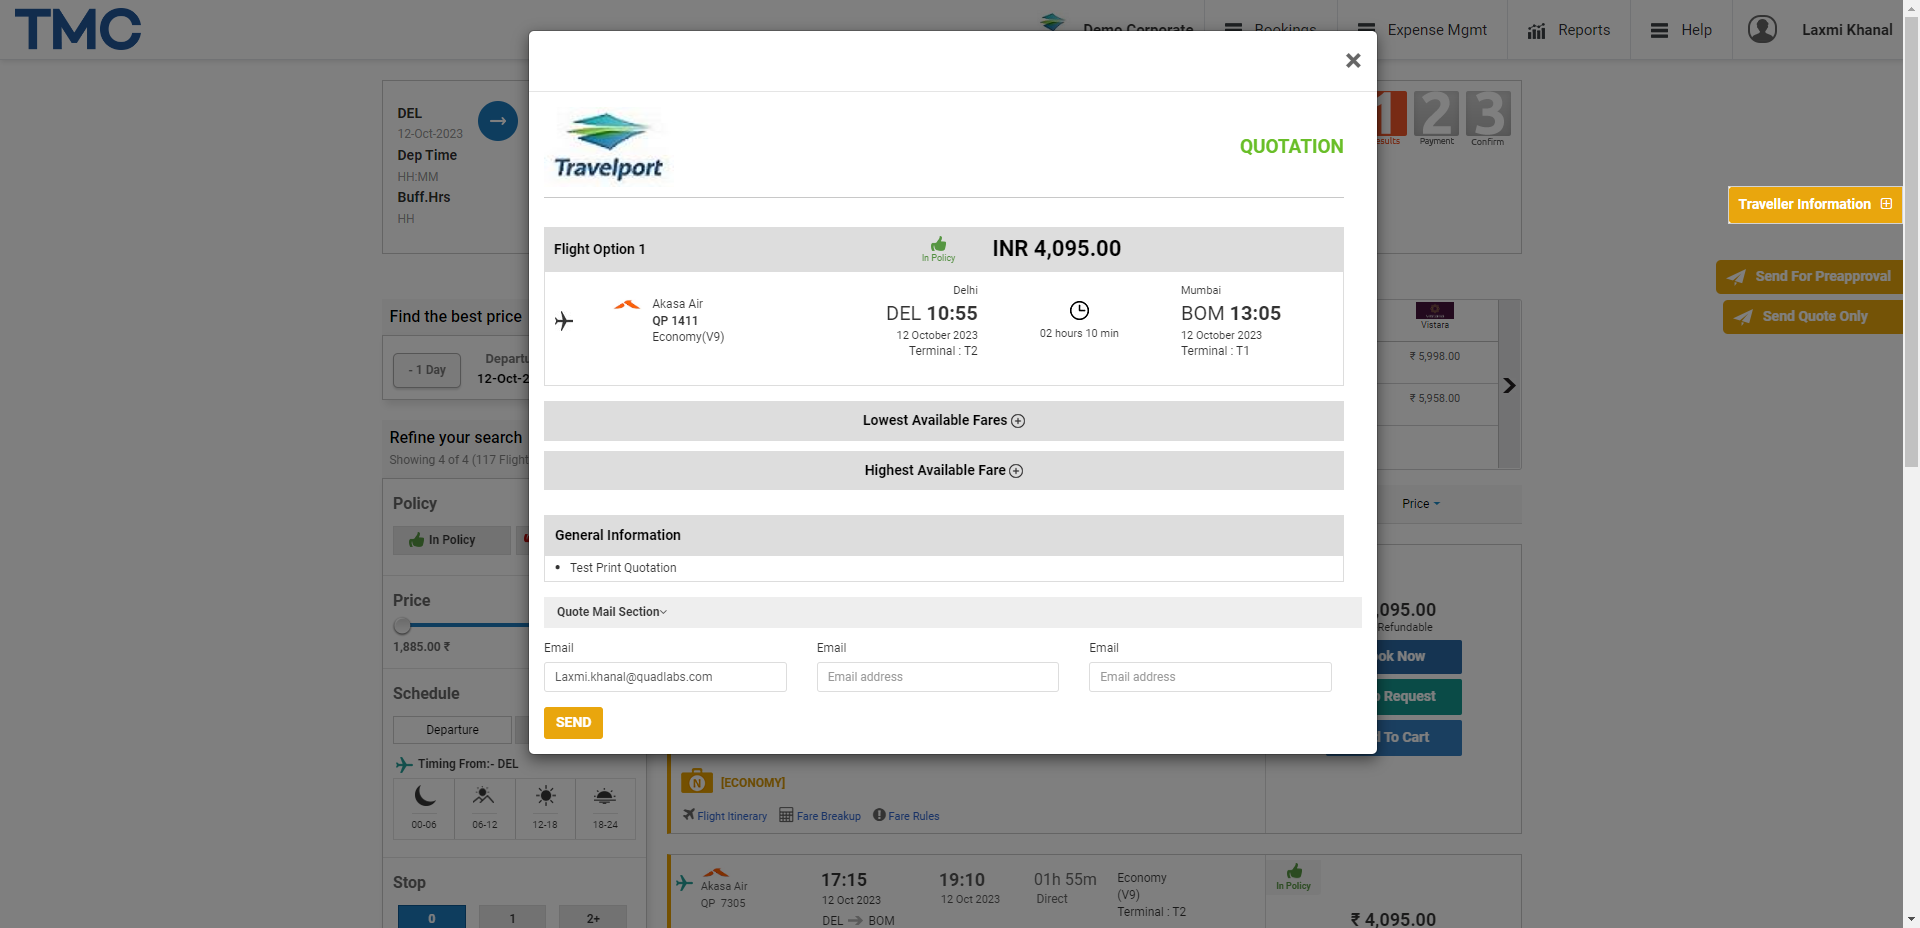 TMC
Demo Corporate
Bookings
Expense Mgmt
Reports
Help
Laxmi Khanal
DEL
12-Oct-2023
Dep Time
HH:MM
Buff.Hrs
HH
1 2 3
Payment
Confirm
Traveller Information
Send For Preapproval
Send Quote Only
Travelport
QUOTATION
Flight Option 1
In Policy
INR 4,095.00
Akasa Air
QP 1411
Economy(V9)
Delhi
DEL 10:55
12 October 2023
Terminal : T2
02 hours 10 min
Mumbai
BOM 13:05
12 October 2023
Terminal : T1
Lowest Available Fares
Highest Available Fare
General Information
• Test Print Quotation
Quote Mail Section
Email
Email
Email
Laxmi.khanal@quadlabs.com
Email address
Email address
SEND
Find the best price
- 1 Day
12-Oct-2
Vistara
₹ 5,998.00
₹ 5,958.00
Refine your search
Showing 4 of 4 (117 Flight
Price
Policy
In Policy
Price
1,885.00 ₹
Schedule
Departure
Timing From:- DEL
00-06
06-12
12-18
18-24
Stop
0
1
2+
,095.00
Refundable
ok Now
Request
To Cart
N
[ECONOMY]
Flight Itinerary
Fare Breakup
Fare Rules
Akasa Air
QP 7305
17:15
12 Oct 2023
DEL
BOM
19:10
12 Oct 2023
01h 55m
Direct
Economy
(V9)
Terminal : T2
In Policy
₹ 4,095.00